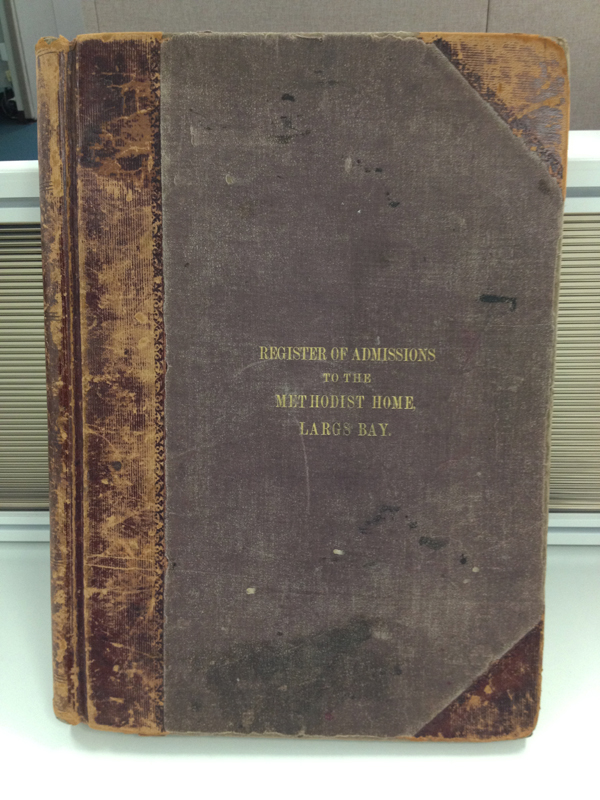 REGISTER OF ADMISSIONS
TO THE
METHODIST HOME,
LARGS BAY.